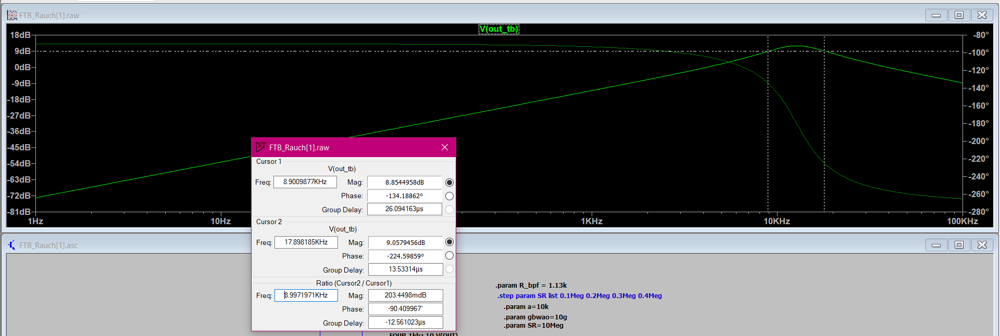 FTB_Rauch[1].raw
V(out_tb)
18dB
9dB
0dB
-9dB
-18dB
-27dB
-36dB
-45dB
-54dB
-63dB
-72dB
-81dB
-80°
-100°
-120°
-140°
-160°
-180°
-200°
-220°
-240°
-260°
-280°
1Hz 10Hz 1KHz 10KHz 100KHz
FTB_Rauch[1].raw
Cursor 1
V(out_tb)
Freq: 8.9009877KHz Mag: 8.8544958dB
Phase: -134.18862°
Group Delay: 26.094163µs
Cursor 2
V(out_tb)
Freq: 17.898185KHz Mag: 9.0579456dB
Phase: -224.59859°
Group Delay: 13.53314µs
Ratio (Cursor2 / Cursor1)
Freq: 8.9971971KHz Mag: 203.4498mdB
Phase: -90.409967°
Group Delay: -12.561023µs
FTB_Rauch[1].asc
.param R_bpf = 1.13k
.step param SR list 0.1Meg 0.2Meg 0.3Meg 0.4Meg
.param a=10k
.param gbwao=10g
.param SR=10Meg
FOUR 1khz 10 V(OUT)